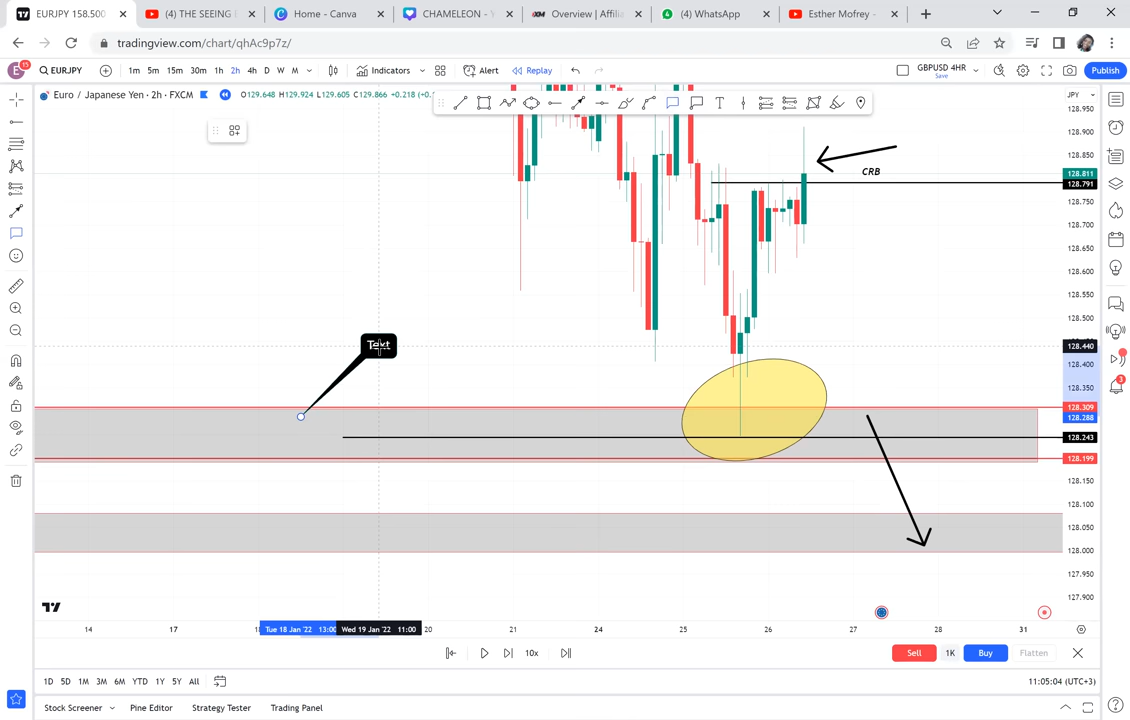 EURJPY 158.500
(4) THE SEEING E
Home - Canva
CHAMELEON - Y
Overview | Affilia
(4) WhatsApp
Esther Mofrey -
tradingview.com/chart/qhAc9p7z/
E
15
EURJPY
1m 5m 15m 30m 1h 2h 4h D W M
Indicators
Alert
Replay
GBPUSD 4HR
Save
Publish
Euro / Japanese Yen · 2h · FXCM
O129.648 H129.924 L129.605 C129.866 +0.218
JPY
128.950
128.900
128.850
128.811
128.791
128.750
128.700
128.650
128.600
128.550
128.500
128.440
128.400
128.350
128.309
128.288
128.243
128.199
128.150
128.100
128.050
128.000
127.950
127.900
CRB
Text
3
14 17 18 Tue 18 Jan '22 13:00 Wed 19 Jan '22 11:00 20 21 24 25 26 27 28 31
10x
Sell 1K Buy Flatten
1D 5D 1M 3M 6M YTD 1Y 5Y All
11:05:04 (UTC+3)
Stock Screener Pine Editor Strategy Tester Trading Panel